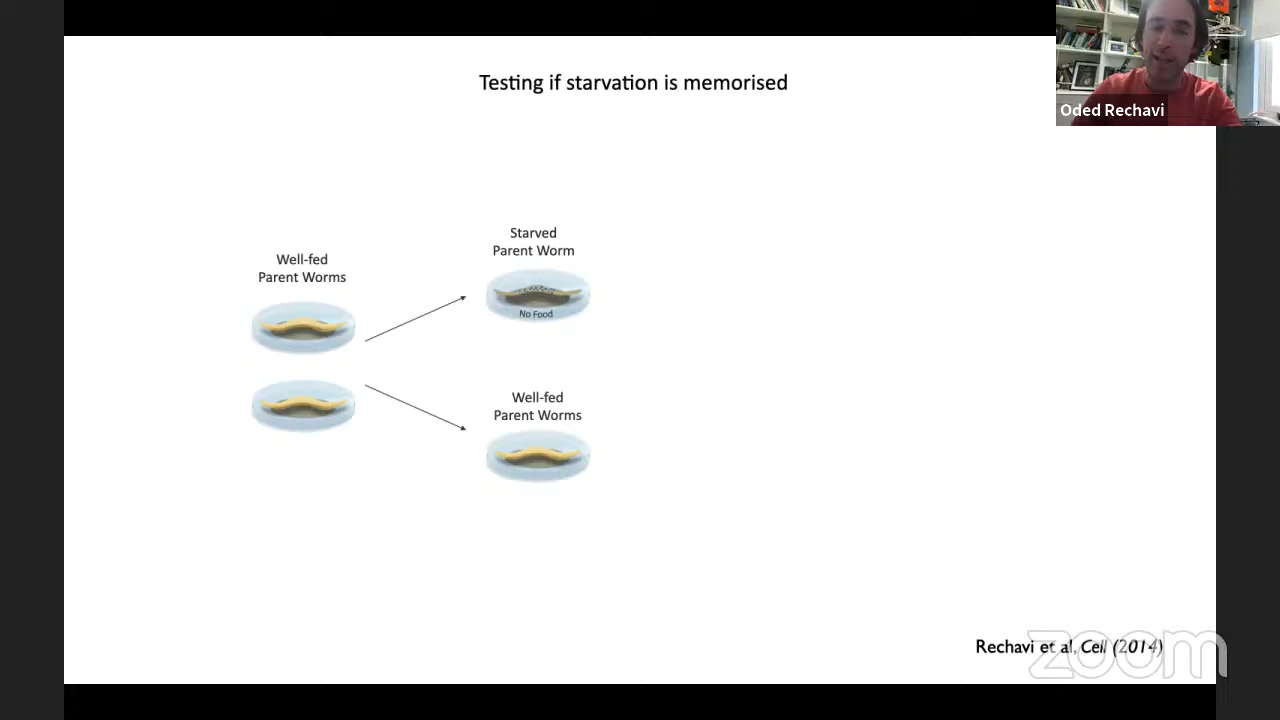 Testing if starvation is memorised
Oded Rechavi
Starved
Parent Worm
No Food
Well-fed
Parent Worms
Well-fed
Parent Worms
Rechavi et al, Cell (2014)
zoom